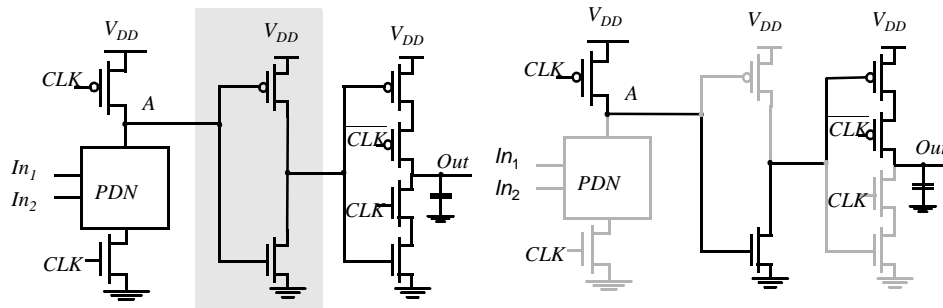 V_DD V_DD V_DD
CLK
A
CLK
In_1
In_2
PDN
Out
CLK
CLK
V_DD V_DD V_DD
CLK
A
CLK
In_1
In_2
PDN
Out
CLK
CLK